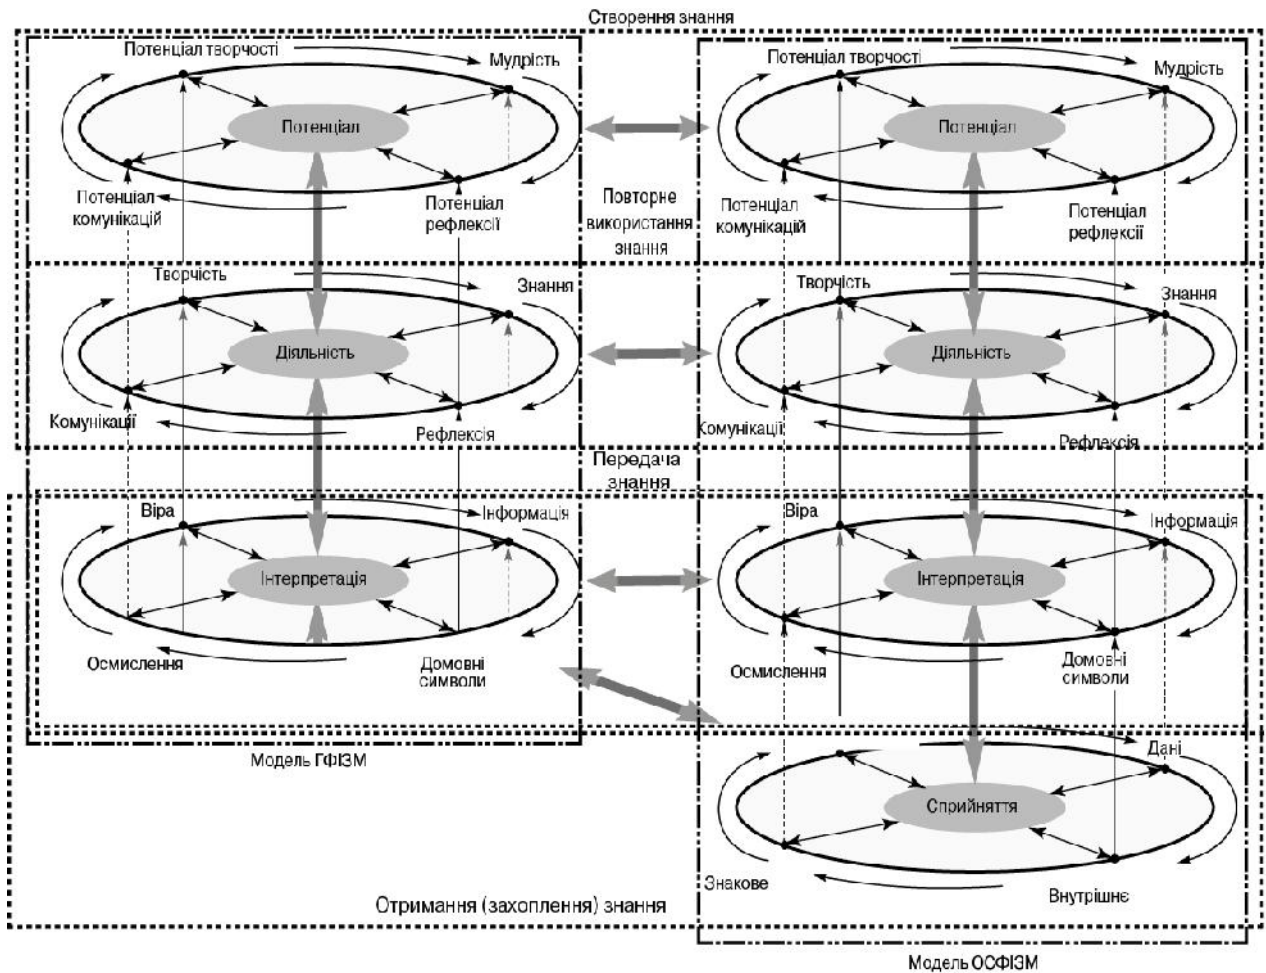 Створення знання
Потенціал творчості
Мудрість
Потенціал
Потенціал
комунікацій
Потенціал
рефлексії
Потенціал творчості
Мудрість
Потенціал
Потенціал
комунікацій
Потенціал
рефлексії
Повторне
використання
знання
Творчість
Знання
Діяльність
Комунікації
Рефлексія
Творчість
Знання
Діяльність
Комунікації
Рефлексія
Передача
знання
Віра
Інформація
Інтерпретація
Осмислення
Домовні
символи
Віра
Інформація
Інтерпретація
Осмислення
Домовні
символи
Модель ГФІЗМ
Дані
Сприйняття
Знакове
Внутрішнє
Отримання (захоплення) знання
Модель ОСФІЗМ